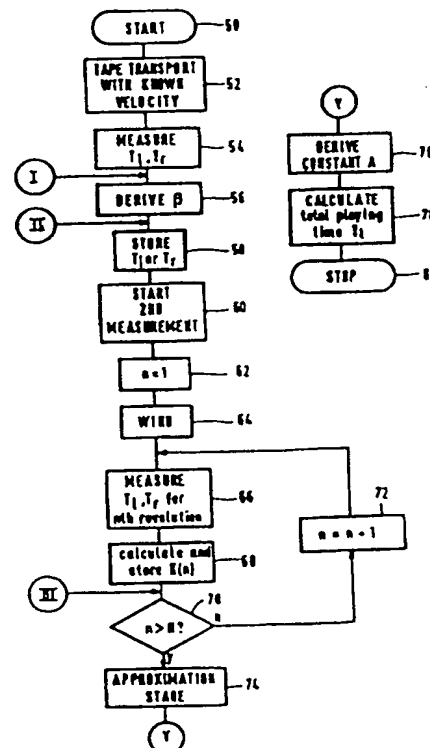 START
50
TAPE TRANSPORT
WITH KNOWN
VELOCITY
52
MEASURE
Tl, Tr
54
I
DERIVE β
56
II
STORE
Tl or Tr
58
START
2ND
MEASUREMENT
60
n=1
62
WIND
64
MEASURE
Tl, Tr for
nth revolution
66
calculate and
store K(n)
68
III
70
n>N?
n
y
n = n + 1
72
APPROXIMATION
STAGE
74
Y
Y
DERIVE
CONSTANT A
CALCULATE
total playing
time Tl
STOP